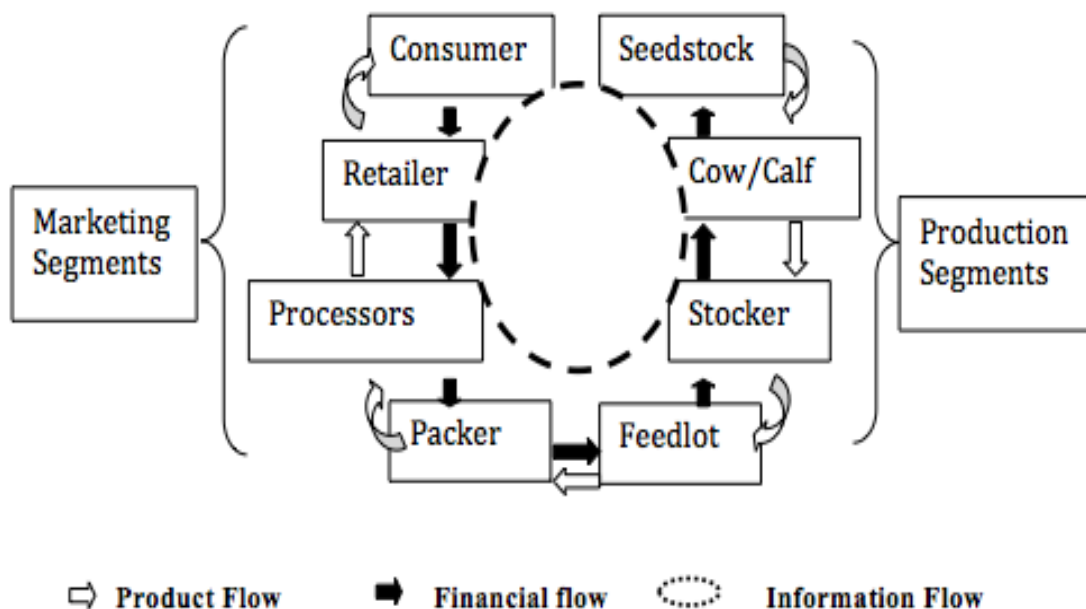 Consumer
Seedstock
Retailer
Cow/Calf
Marketing
Segments
Production
Segments
Processors
Stocker
Packer
Feedlot
Product Flow
Financial flow
Information Flow